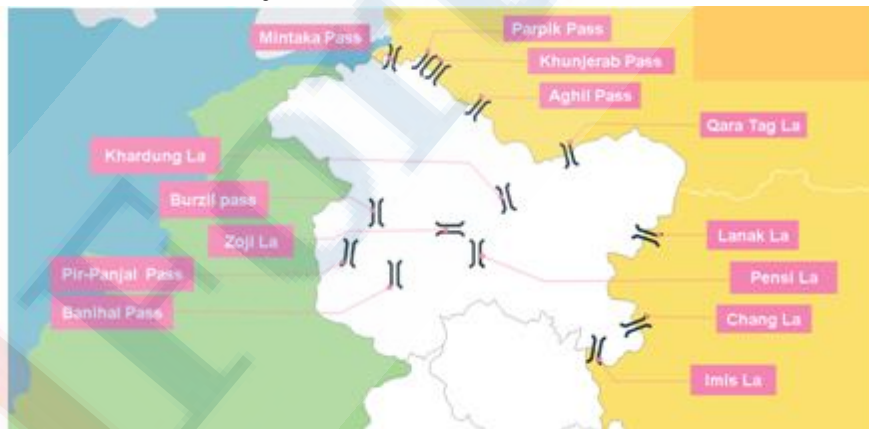 Mintaka Pass
Parpik Pass
Khunjerab Pass
Aghil Pass
Qara Tag La
Khardung La
Burzil pass
Zoji La
Lanak La
Pir-Panjal Pass
Pensi La
Banihal Pass
Chang La
Imis La